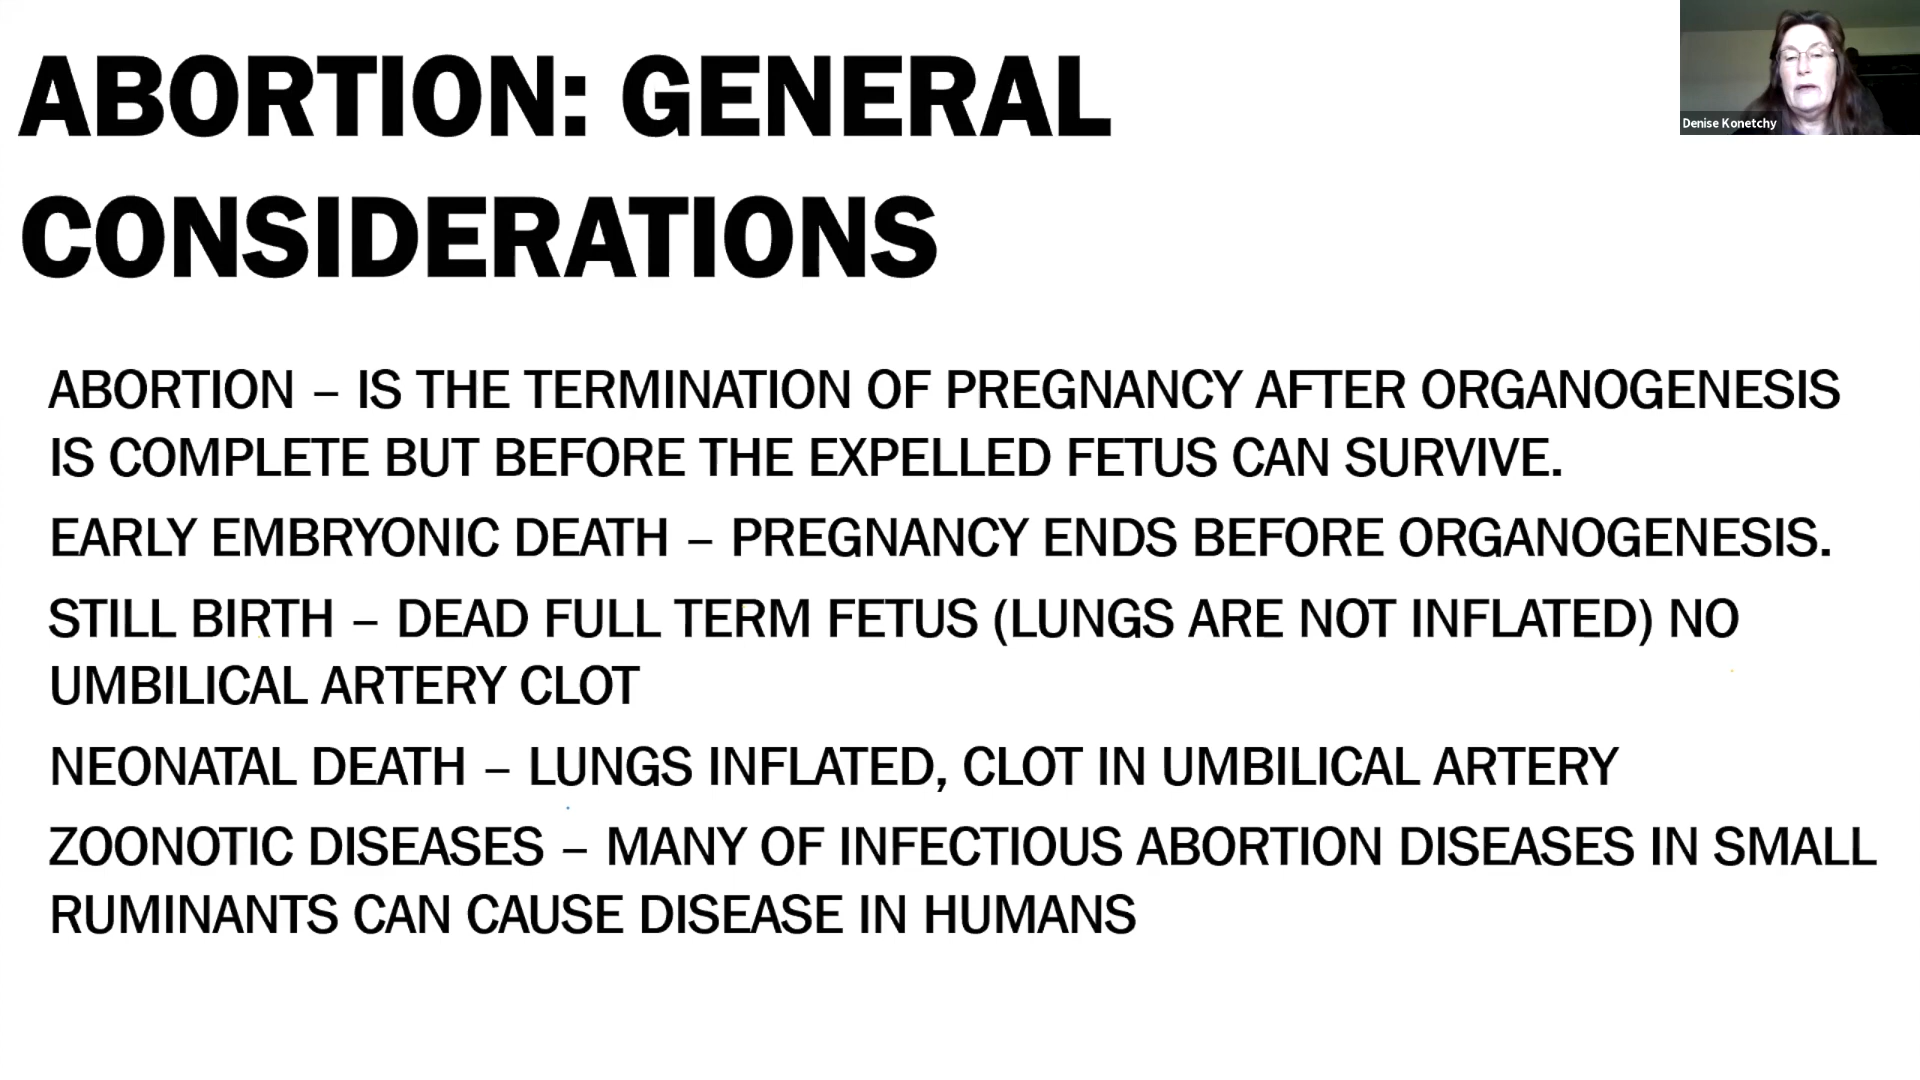 ABORTION: GENERAL
CONSIDERATIONS
Denise Konetchy
ABORTION – IS THE TERMINATION OF PREGNANCY AFTER ORGANOGENESIS
IS COMPLETE BUT BEFORE THE EXPELLED FETUS CAN SURVIVE.
EARLY EMBRYONIC DEATH – PREGNANCY ENDS BEFORE ORGANOGENESIS.
STILL BIRTH – DEAD FULL TERM FETUS (LUNGS ARE NOT INFLATED) NO
UMBILICAL ARTERY CLOT
NEONATAL DEATH – LUNGS INFLATED, CLOT IN UMBILICAL ARTERY
ZOONOTIC DISEASES – MANY OF INFECTIOUS ABORTION DISEASES IN SMALL
RUMINANTS CAN CAUSE DISEASE IN HUMANS